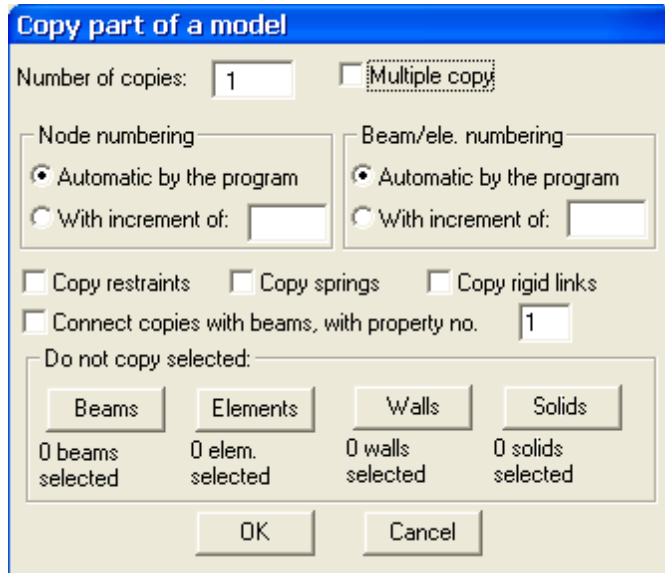 Copy part of a model
Number of copies: 1 Multiple copy
Node numbering
Automatic by the program
With increment of:
Beam/ele. numbering
Automatic by the program
With increment of:
Copy restraints Copy springs Copy rigid links
Connect copies with beams, with property no. 1
Do not copy selected:
Beams Elements Walls Solids
0 beams selected
0 elem. selected
0 walls selected
0 solids selected
OK Cancel